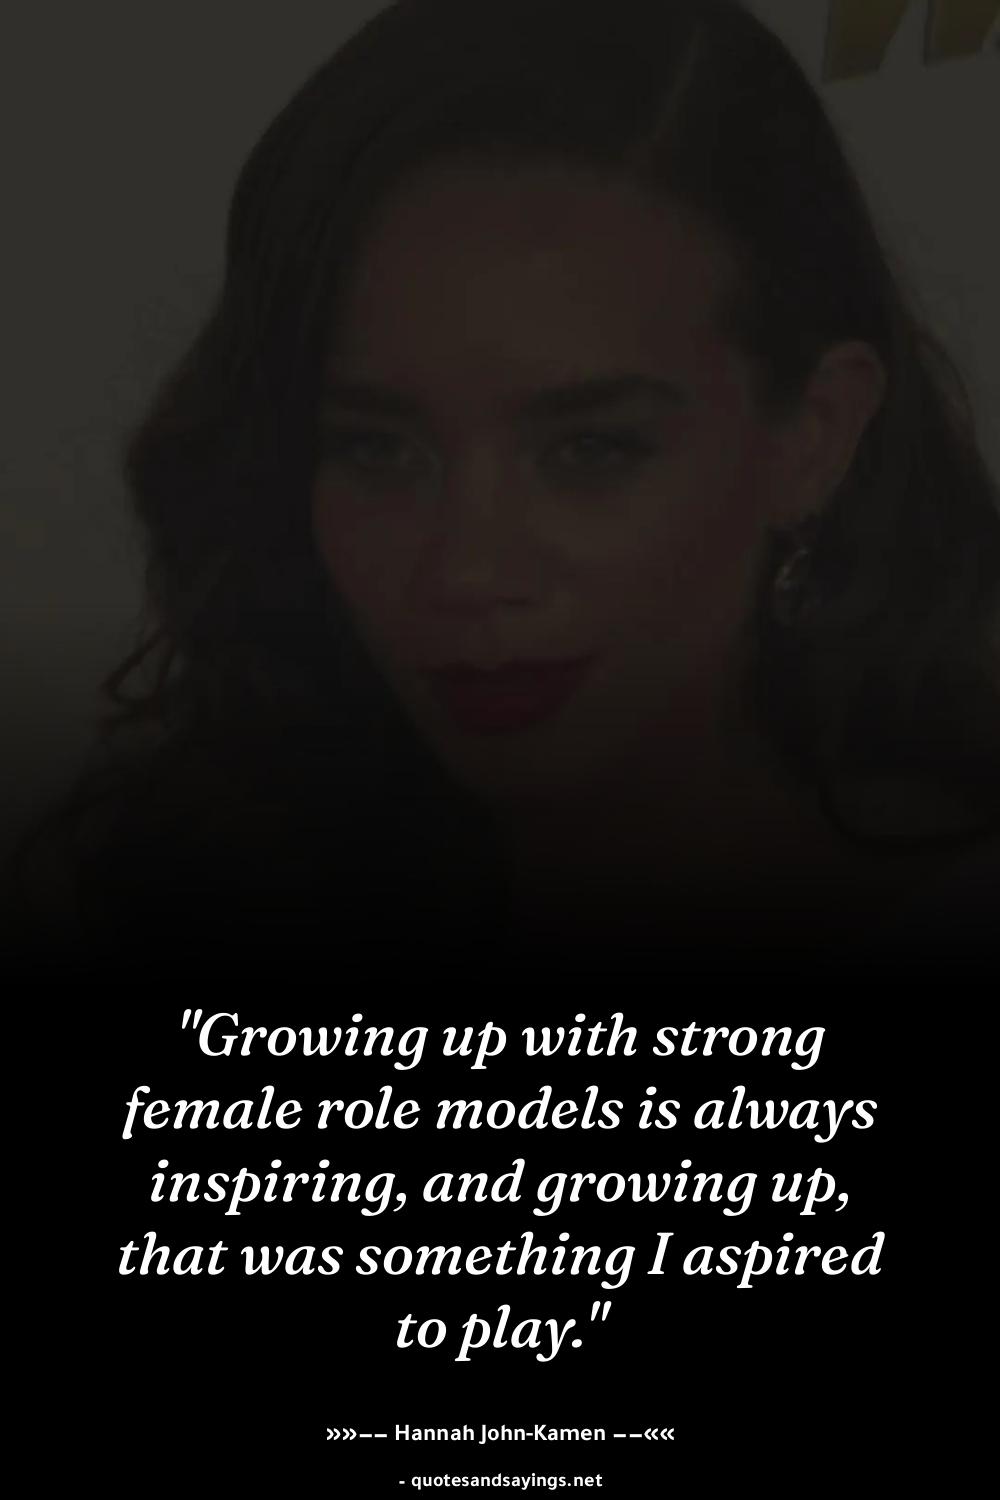 "Growing up with strong
female role models is always
inspiring, and growing up,
that was something I aspired
to play."
»»–– Hannah John-Kamen ––««
- quotesandsayings.net